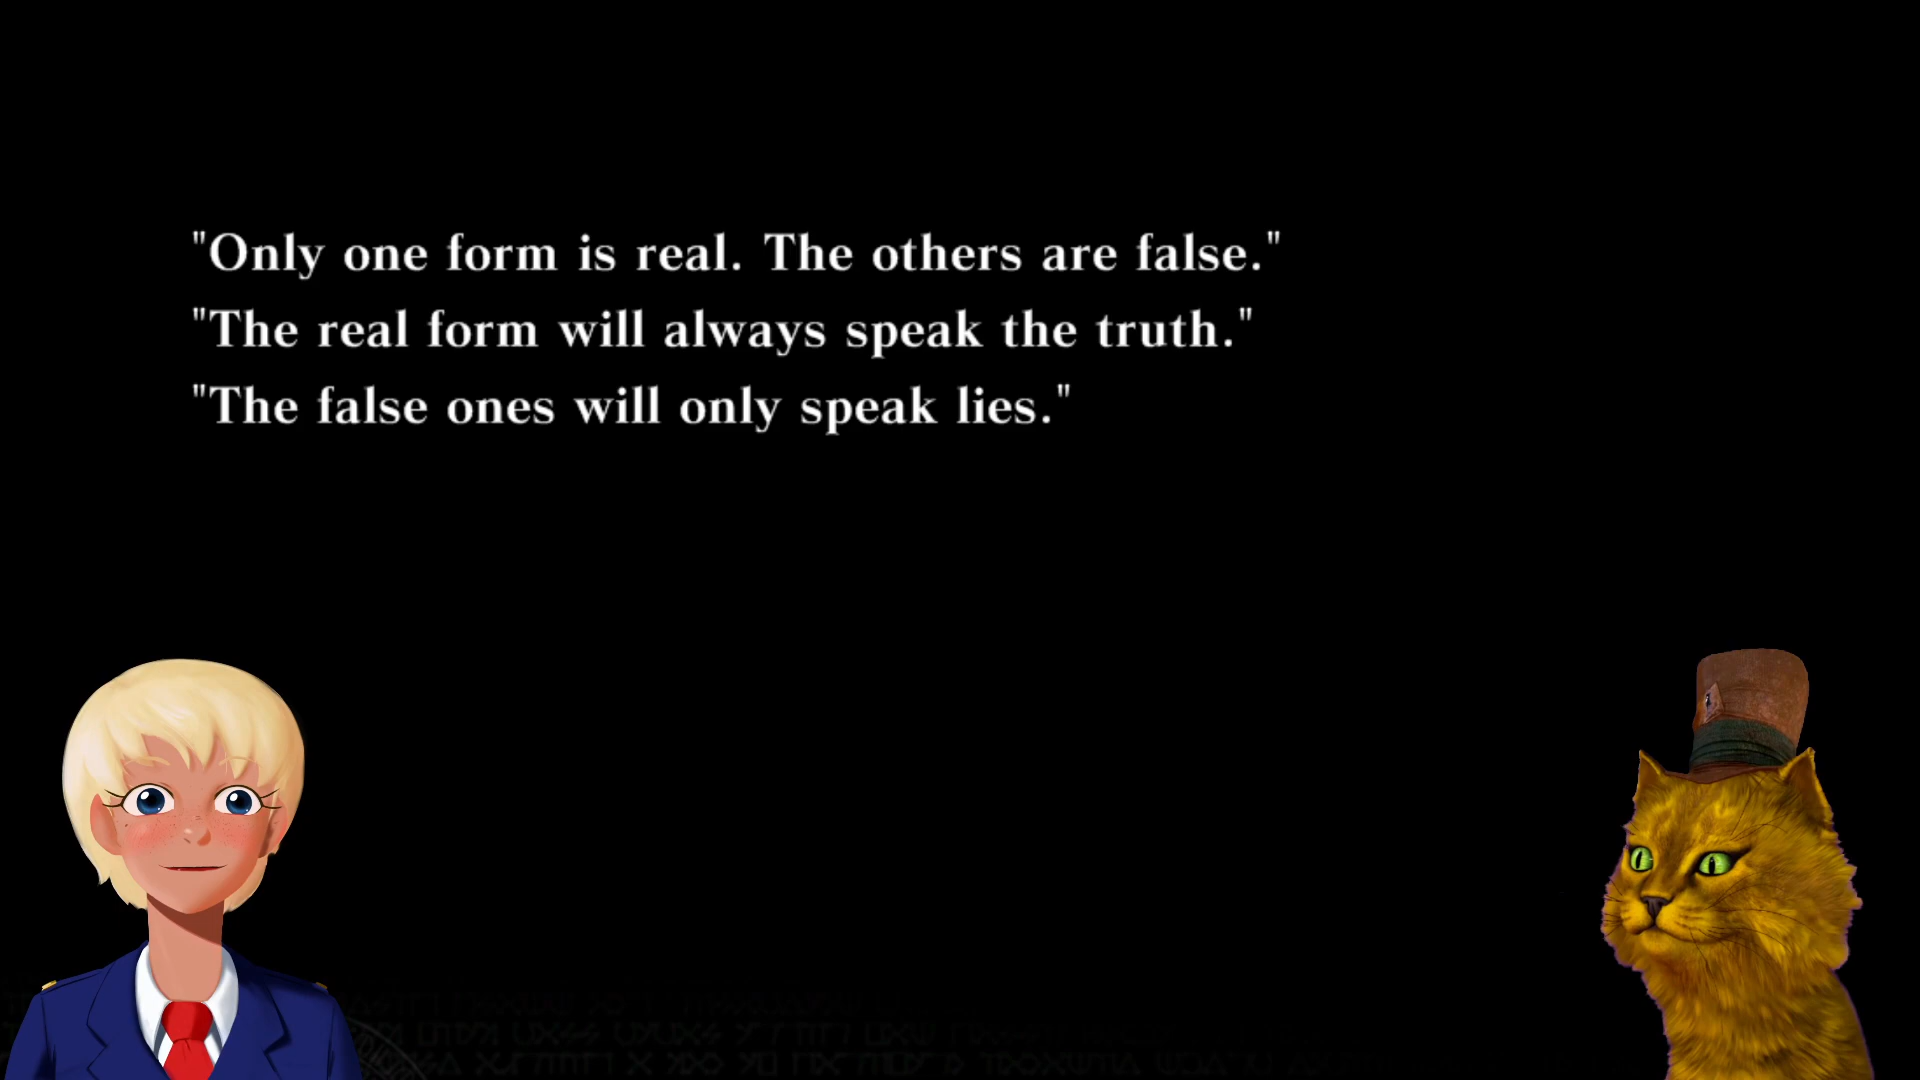 "Only one form is real. The others are false."
"The real form will always speak the truth."
"The false ones will only speak lies."